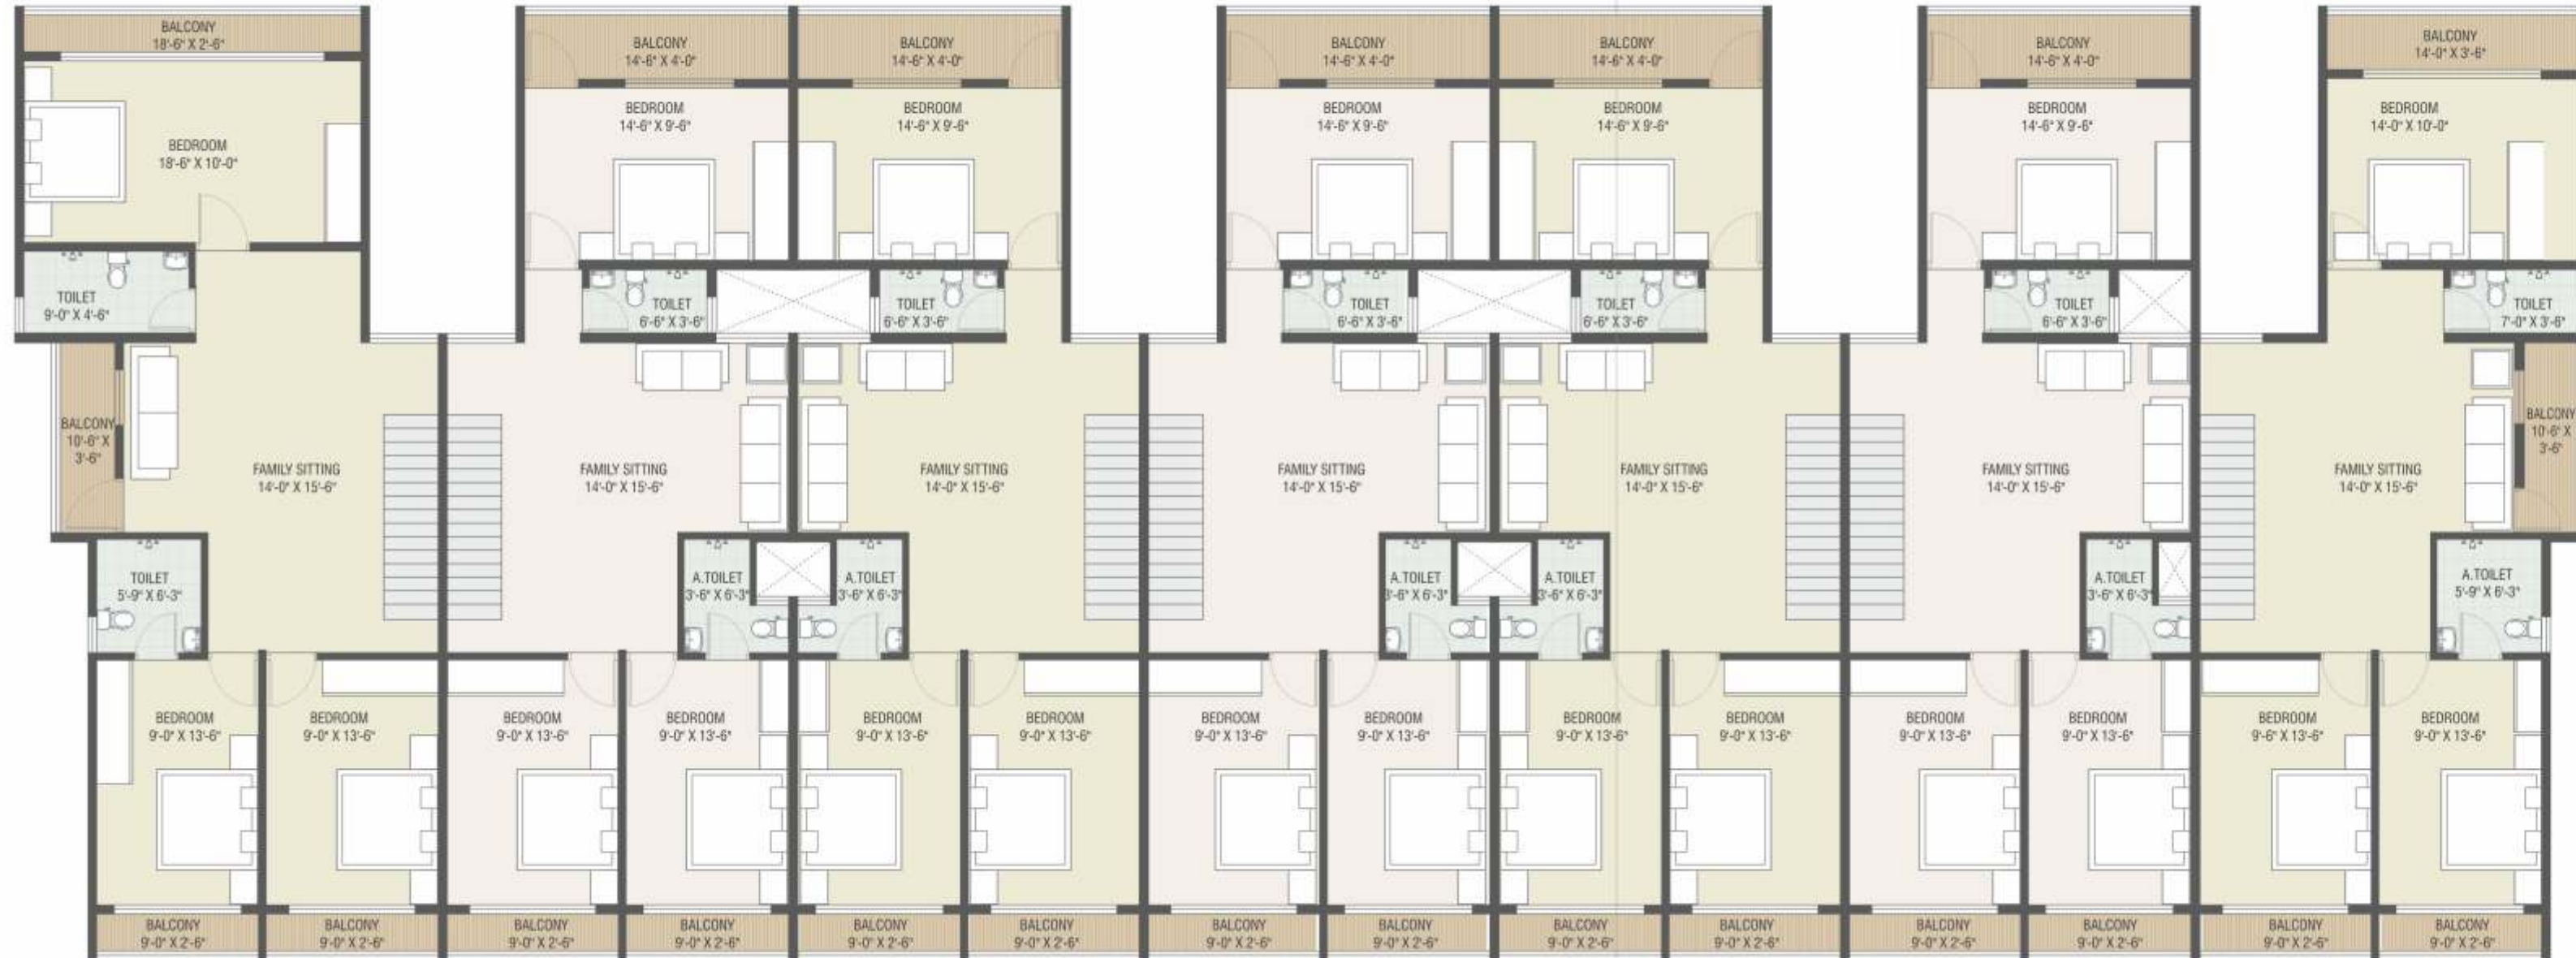 BALCONY
18'-6" X 2'-6"
BALCONY
14'-6" X 4'-0"
BALCONY
14'-6" X 4'-0"
BALCONY
14'-6" X 4'-0"
BALCONY
14'-6" X 4'-0"
BALCONY
14'-6" X 4'-0"
BALCONY
14'-0" X 3'-6"
BEDROOM
18'-6" X 10'-0"
BEDROOM
14'-6" X 9'-6"
BEDROOM
14'-6" X 9'-6"
BEDROOM
14'-6" X 9'-6"
BEDROOM
14'-6" X 9'-6"
BEDROOM
14'-6" X 9'-6"
BEDROOM
14'-0" X 10'-0"
TOILET
9'-0" X 4'-6"
TOILET
6'-6" X 3'-6"
TOILET
6'-6" X 3'-6"
TOILET
6'-6" X 3'-6"
TOILET
6'-6" X 3'-6"
TOILET
6'-6" X 3'-6"
TOILET
7'-0" X 3'-6"
BALCONY
10'-6" X
3'-6"
FAMILY SITTING
14'-0" X 15'-6"
FAMILY SITTING
14'-0" X 15'-6"
FAMILY SITTING
14'-0" X 15'-6"
FAMILY SITTING
14'-0" X 15'-6"
FAMILY SITTING
14'-0" X 15'-6"
FAMILY SITTING
14'-0" X 15'-6"
FAMILY SITTING
14'-0" X 15'-6"
BALCONY
10'-6" X
3'-6"
TOILET
5'-9" X 6'-3"
A.TOILET
3'-6" X 6'-3"
A.TOILET
3'-6" X 6'-3"
A.TOILET
3'-6" X 6'-3"
A.TOILET
3'-6" X 6'-3"
A.TOILET
3'-6" X 6'-3"
A.TOILET
5'-9" X 6'-3"
BEDROOM
9'-0" X 13'-6"
BEDROOM
9'-0" X 13'-6"
BEDROOM
9'-0" X 13'-6"
BEDROOM
9'-0" X 13'-6"
BEDROOM
9'-0" X 13'-6"
BEDROOM
9'-0" X 13'-6"
BEDROOM
9'-0" X 13'-6"
BEDROOM
9'-0" X 13'-6"
BEDROOM
9'-0" X 13'-6"
BEDROOM
9'-0" X 13'-6"
BEDROOM
9'-0" X 13'-6"
BEDROOM
9'-0" X 13'-6"
BEDROOM
9'-6" X 13'-6"
BEDROOM
9'-0" X 13'-6"
BALCONY
9'-0" X 2'-6"
BALCONY
9'-0" X 2'-6"
BALCONY
9'-0" X 2'-6"
BALCONY
9'-0" X 2'-6"
BALCONY
9'-0" X 2'-6"
BALCONY
9'-0" X 2'-6"
BALCONY
9'-0" X 2'-6"
BALCONY
9'-0" X 2'-6"
BALCONY
9'-0" X 2'-6"
BALCONY
9'-0" X 2'-6"
BALCONY
9'-0" X 2'-6"
BALCONY
9'-0" X 2'-6"
BALCONY
9'-0" X 2'-6"
BALCONY
9'-0" X 2'-6"